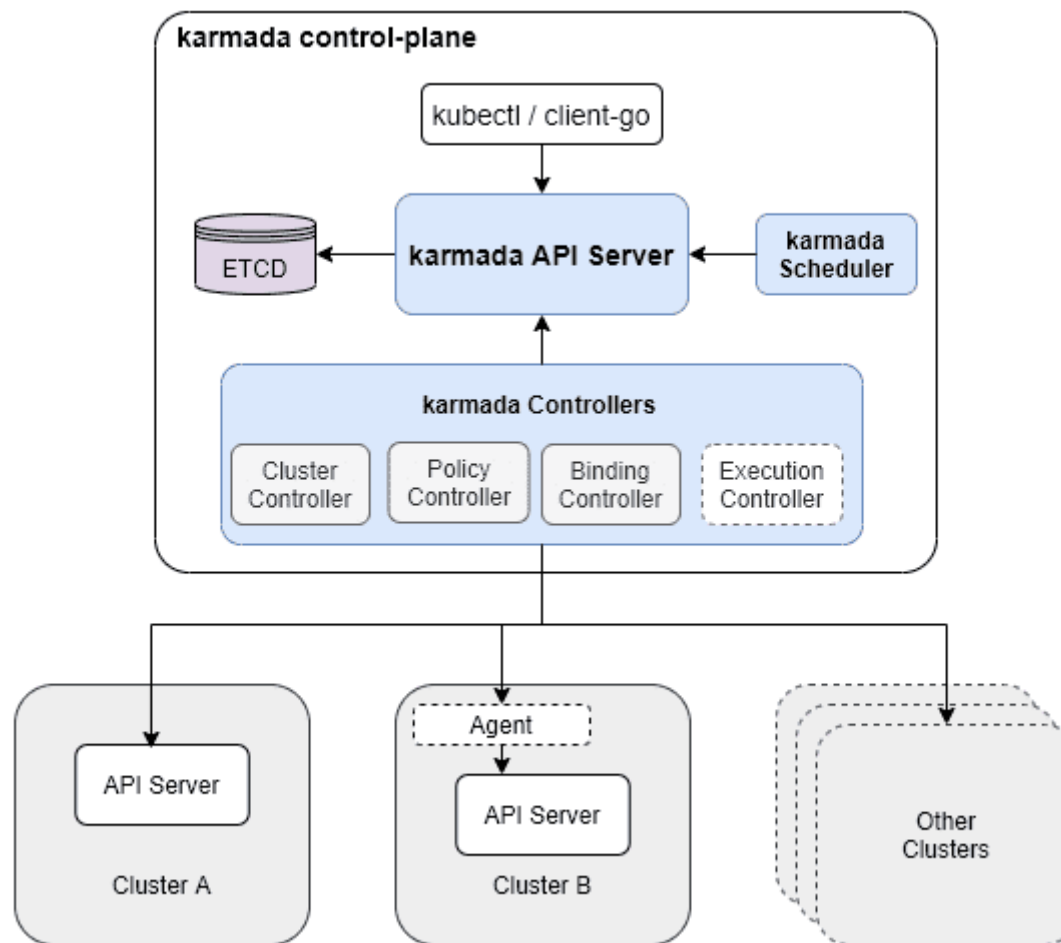 karmada control-plane
kubectl / client-go
ETCD
karmada API Server
karmada
Scheduler
karmada Controllers
Cluster
Controller
Policy
Controller
Binding
Controller
Execution
Controller
API Server
Cluster A
Agent
API Server
Cluster B
Other
Clusters